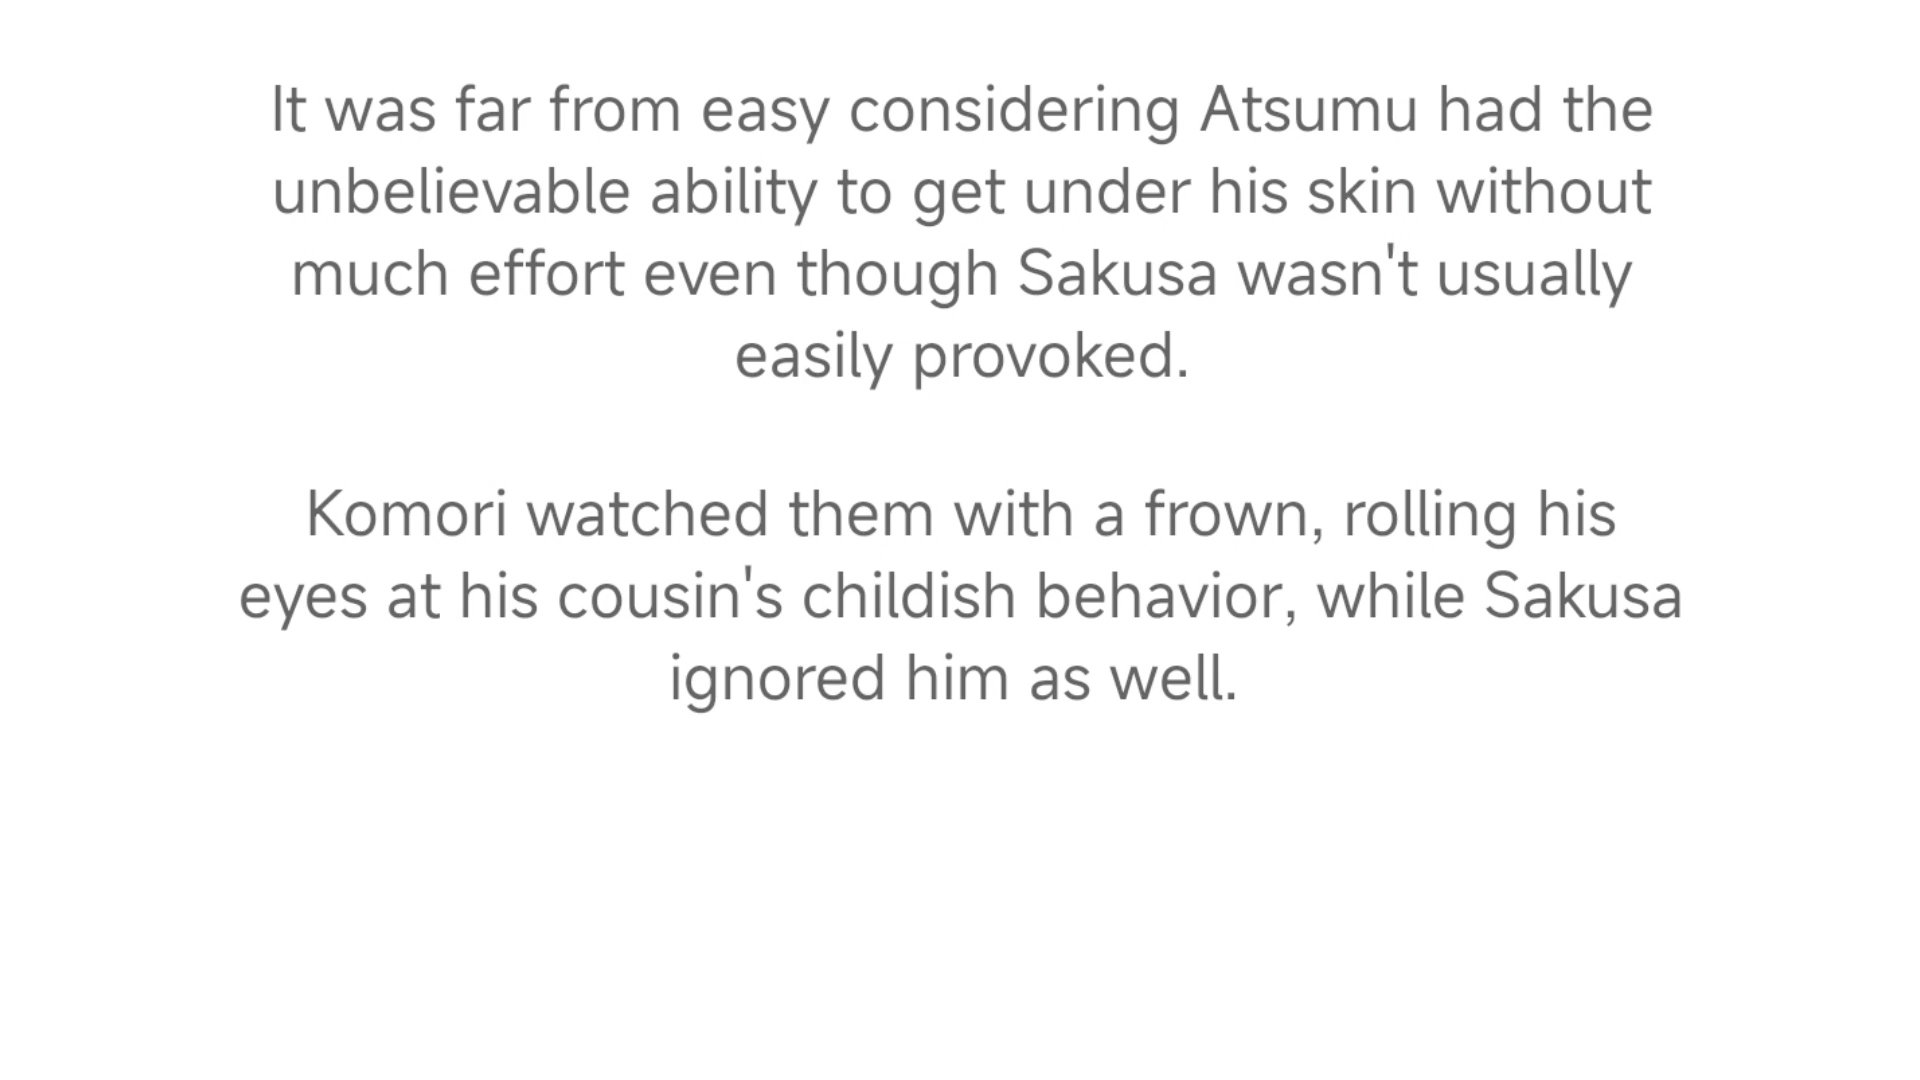 It was far from easy considering Atsumu had the
unbelievable ability to get under his skin without
much effort even though Sakusa wasn't usually
easily provoked.
Komori watched them with a frown, rolling his
eyes at his cousin's childish behavior, while Sakusa
ignored him as well.